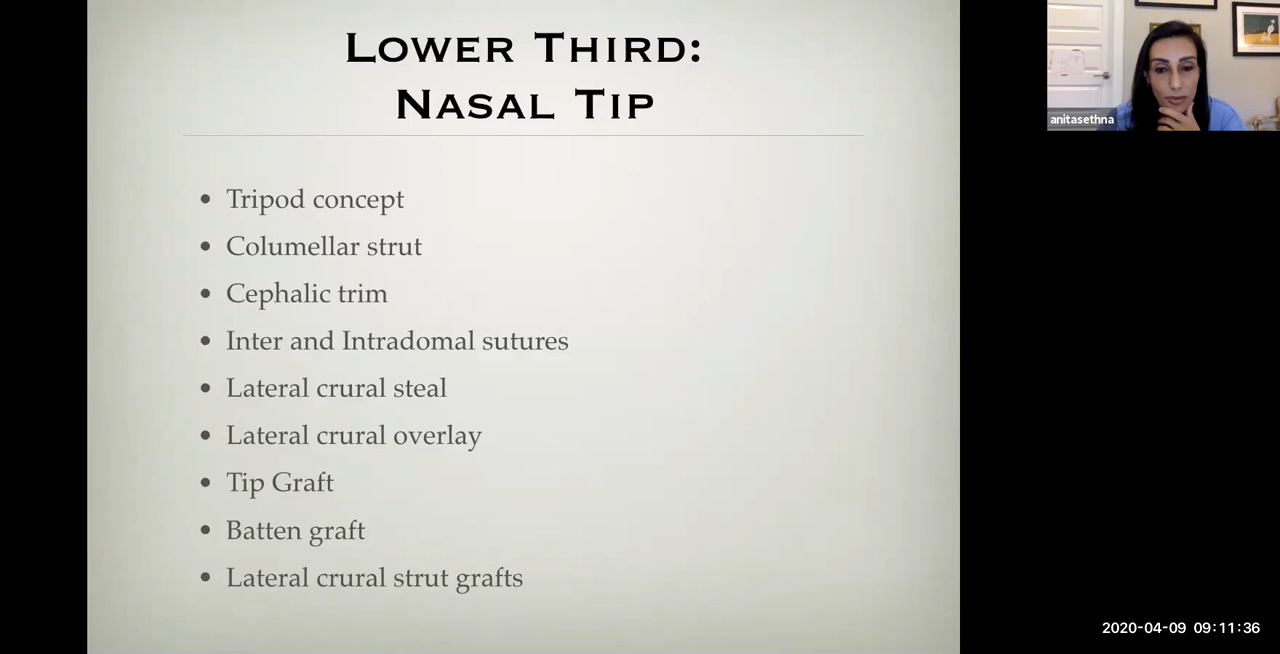 Lower Third:
Nasal Tip
• Tripod concept
• Columellar strut
• Cephalic trim
• Inter and Intradomal sutures
• Lateral crural steal
• Lateral crural overlay
• Tip Graft
• Batten graft
• Lateral crural strut grafts
anitasethna
2020-04-09 09:11:36